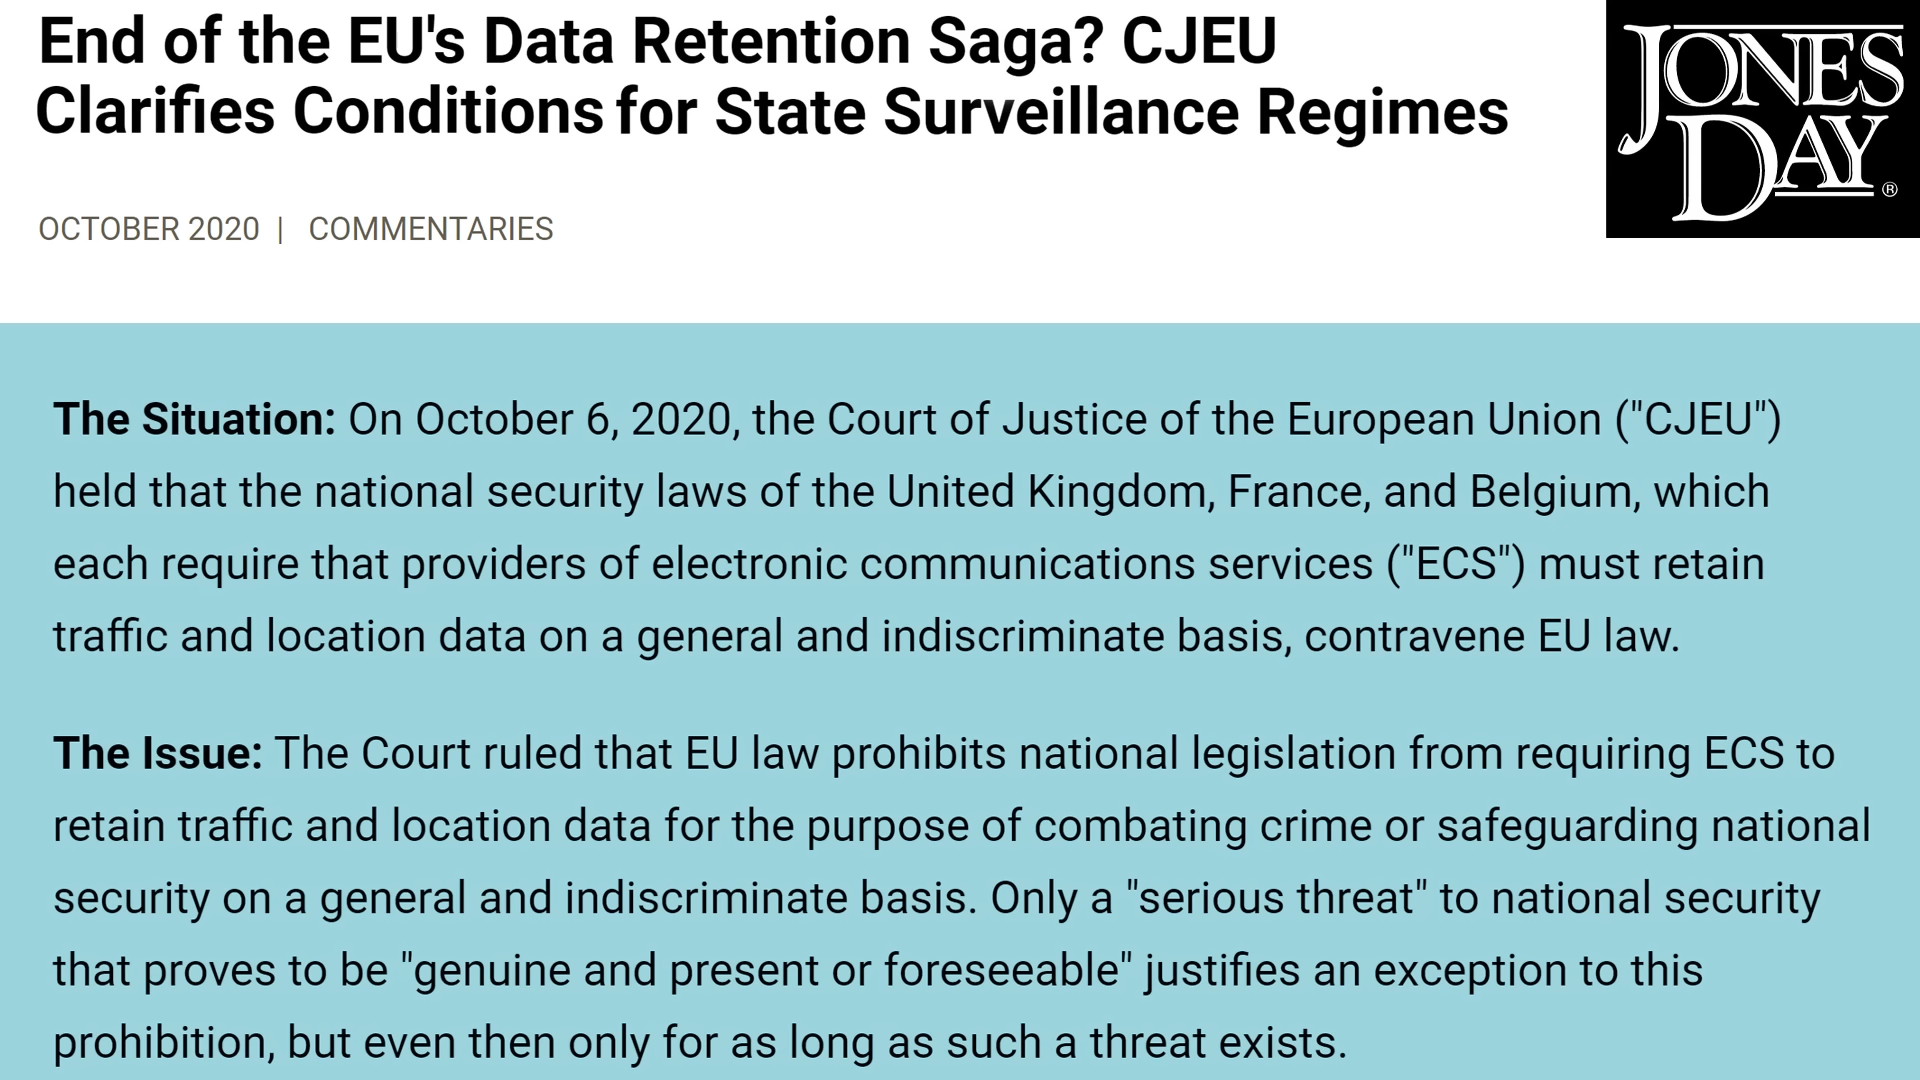 End of the EU's Data Retention Saga? CJEU
Clarifies Conditions for State Surveillance Regimes
JONES
DAY®
OCTOBER 2020 | COMMENTARIES
The Situation: On October 6, 2020, the Court of Justice of the European Union ("CJEU")
held that the national security laws of the United Kingdom, France, and Belgium, which
each require that providers of electronic communications services ("ECS") must retain
traffic and location data on a general and indiscriminate basis, contravene EU law.
The Issue: The Court ruled that EU law prohibits national legislation from requiring ECS to
retain traffic and location data for the purpose of combating crime or safeguarding national
security on a general and indiscriminate basis. Only a "serious threat" to national security
that proves to be "genuine and present or foreseeable" justifies an exception to this
prohibition, but even then only for as long as such a threat exists.